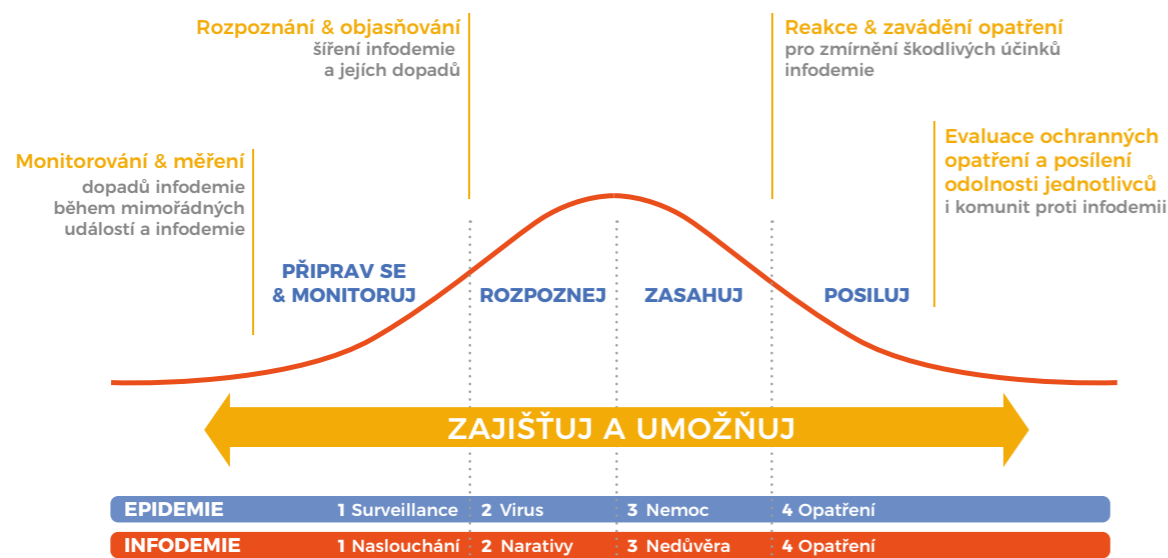 Rozpoznání & objasňování
šíření infodemie
a jejích dopadů
Reakce & zavádění opatření
pro zmírnění škodlivých účinků
infodemie
Monitorování & měření
dopadů infodemie
během mimořádných
událostí a infodemie
Evaluace ochranných
opatření a posílení
odolnosti jednotlivců
i komunit proti infodemii
PŘIPRAV SE
& MONITORUJ
ROZPOZNEJ
ZASAHUJ
POSILUJ
ZAJIŠŤUJ A UMOŽŇUJ
EPIDEMIE 1 Surveillance 2 Virus 3 Nemoc 4 Opatření
INFODEMIE 1 Naslouchání 2 Narativy 3 Nedůvěra 4 Opatření